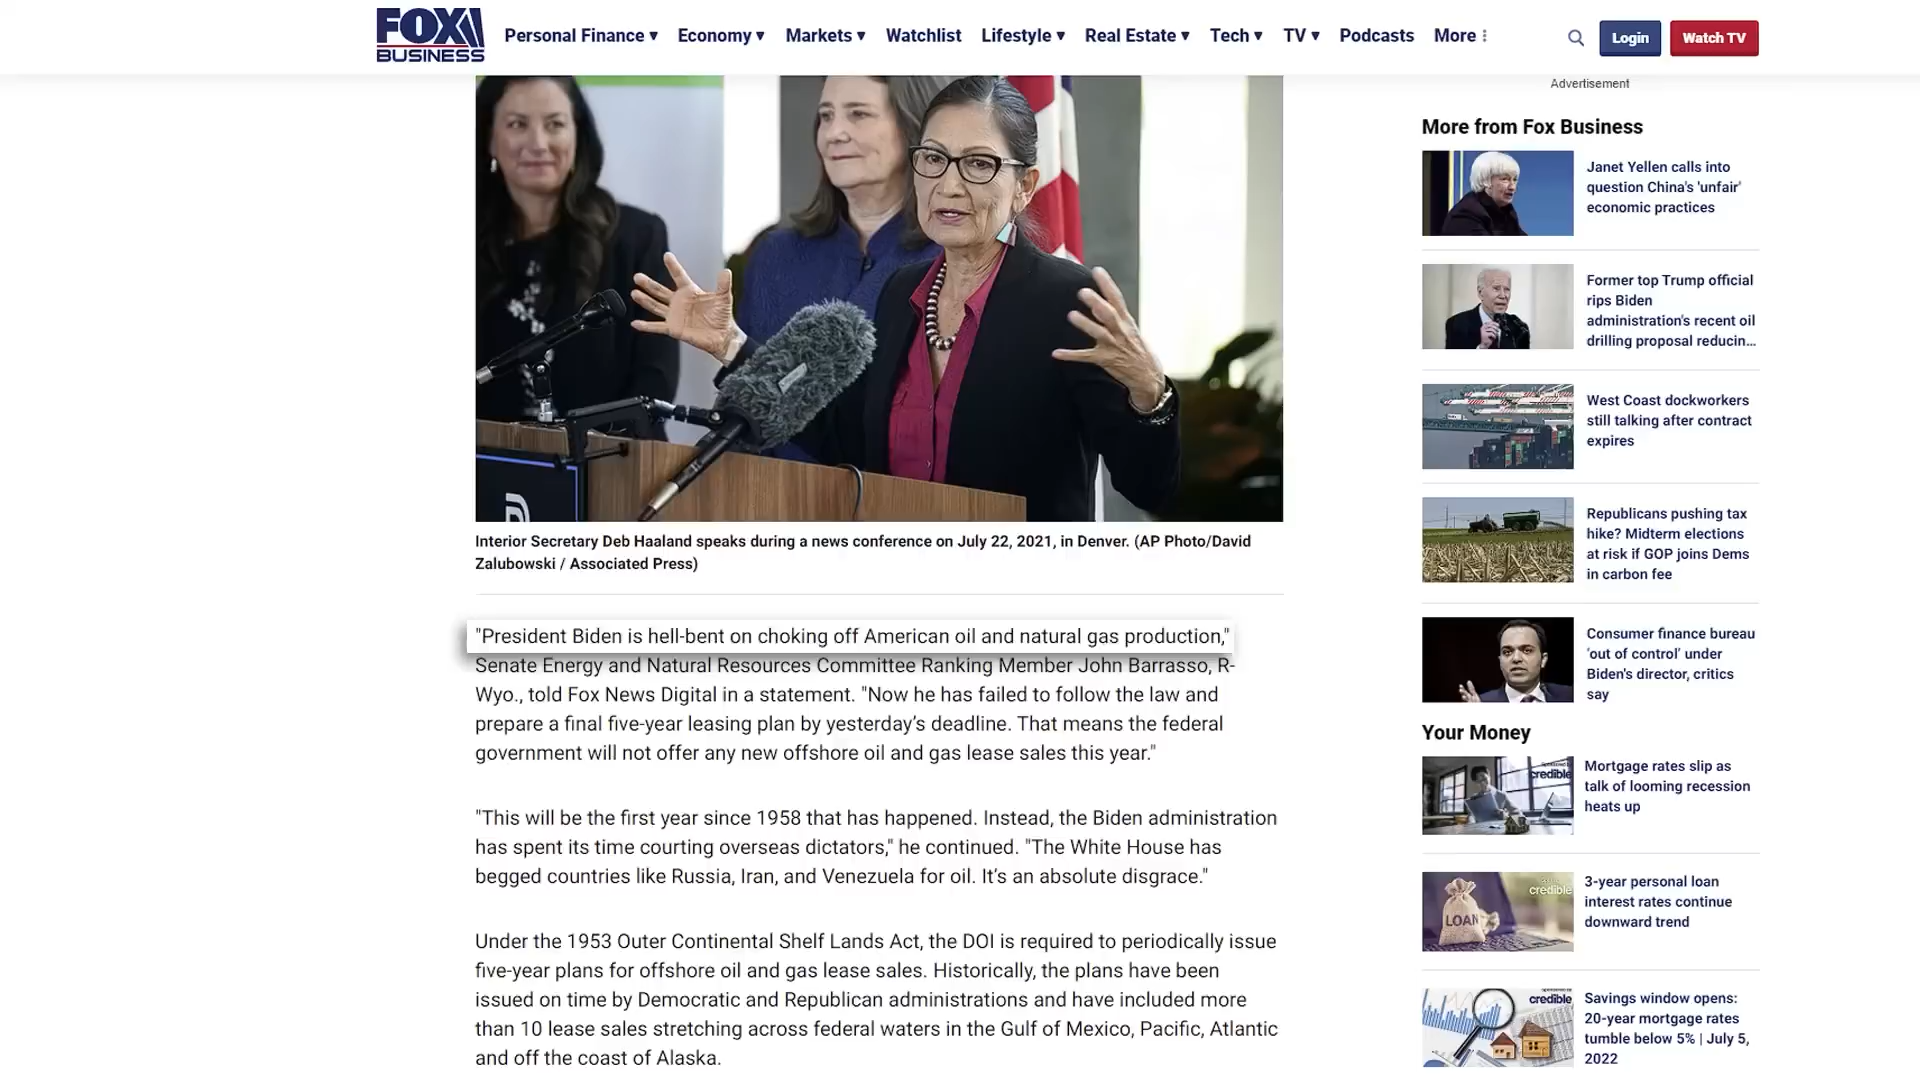 FOX
BUSINESS
Personal Finance
Economy
Markets
Watchlist
Lifestyle
Real Estate
Tech
TV
Podcasts
More
Login
Watch TV
Interior Secretary Deb Haaland speaks during a news conference on July 22, 2021, in Denver. (AP Photo/David
Zalubowski / Associated Press)
"President Biden is hell-bent on choking off American oil and natural gas production,"
Senate Energy and Natural Resources Committee Ranking Member John Barrasso, R-
Wyo., told Fox News Digital in a statement. "Now he has failed to follow the law and
prepare a final five-year leasing plan by yesterday’s deadline. That means the federal
government will not offer any new offshore oil and gas lease sales this year."
"This will be the first year since 1958 that has happened. Instead, the Biden administration
has spent its time courting overseas dictators," he continued. "The White House has
begged countries like Russia, Iran, and Venezuela for oil. It’s an absolute disgrace."
Under the 1953 Outer Continental Shelf Lands Act, the DOI is required to periodically issue
five-year plans for offshore oil and gas lease sales. Historically, the plans have been
issued on time by Democratic and Republican administrations and have included more
than 10 lease sales stretching across federal waters in the Gulf of Mexico, Pacific, Atlantic
and off the coast of Alaska.
Advertisement
More from Fox Business
Janet Yellen calls into
question China's 'unfair'
economic practices
Former top Trump official
rips Biden
administration's recent oil
drilling proposal reducin...
West Coast dockworkers
still talking after contract
expires
Republicans pushing tax
hike? Midterm elections
at risk if GOP joins Dems
in carbon fee
Consumer finance bureau
‘out of control’ under
Biden's director, critics
say
Your Money
credible
Mortgage rates slip as
talk of looming recession
heats up
credible
LOAN
3-year personal loan
interest rates continue
downward trend
credible
Savings window opens:
20-year mortgage rates
tumble below 5% | July 5,
2022